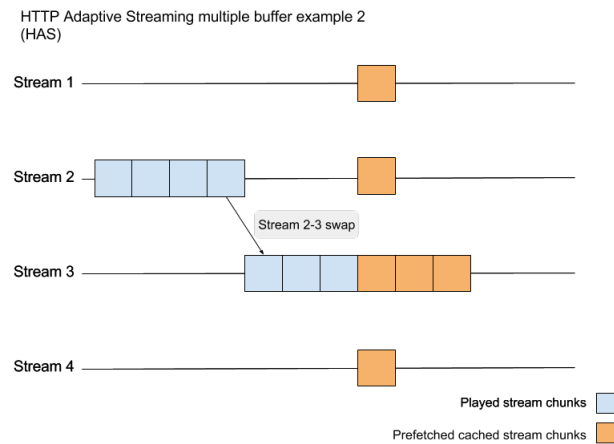 HTTP Adaptive Streaming multiple buffer example 2
(HAS)
Stream 1
Stream 2
Stream 2-3 swap
Stream 3
Stream 4
Played stream chunks
Prefetched cached stream chunks